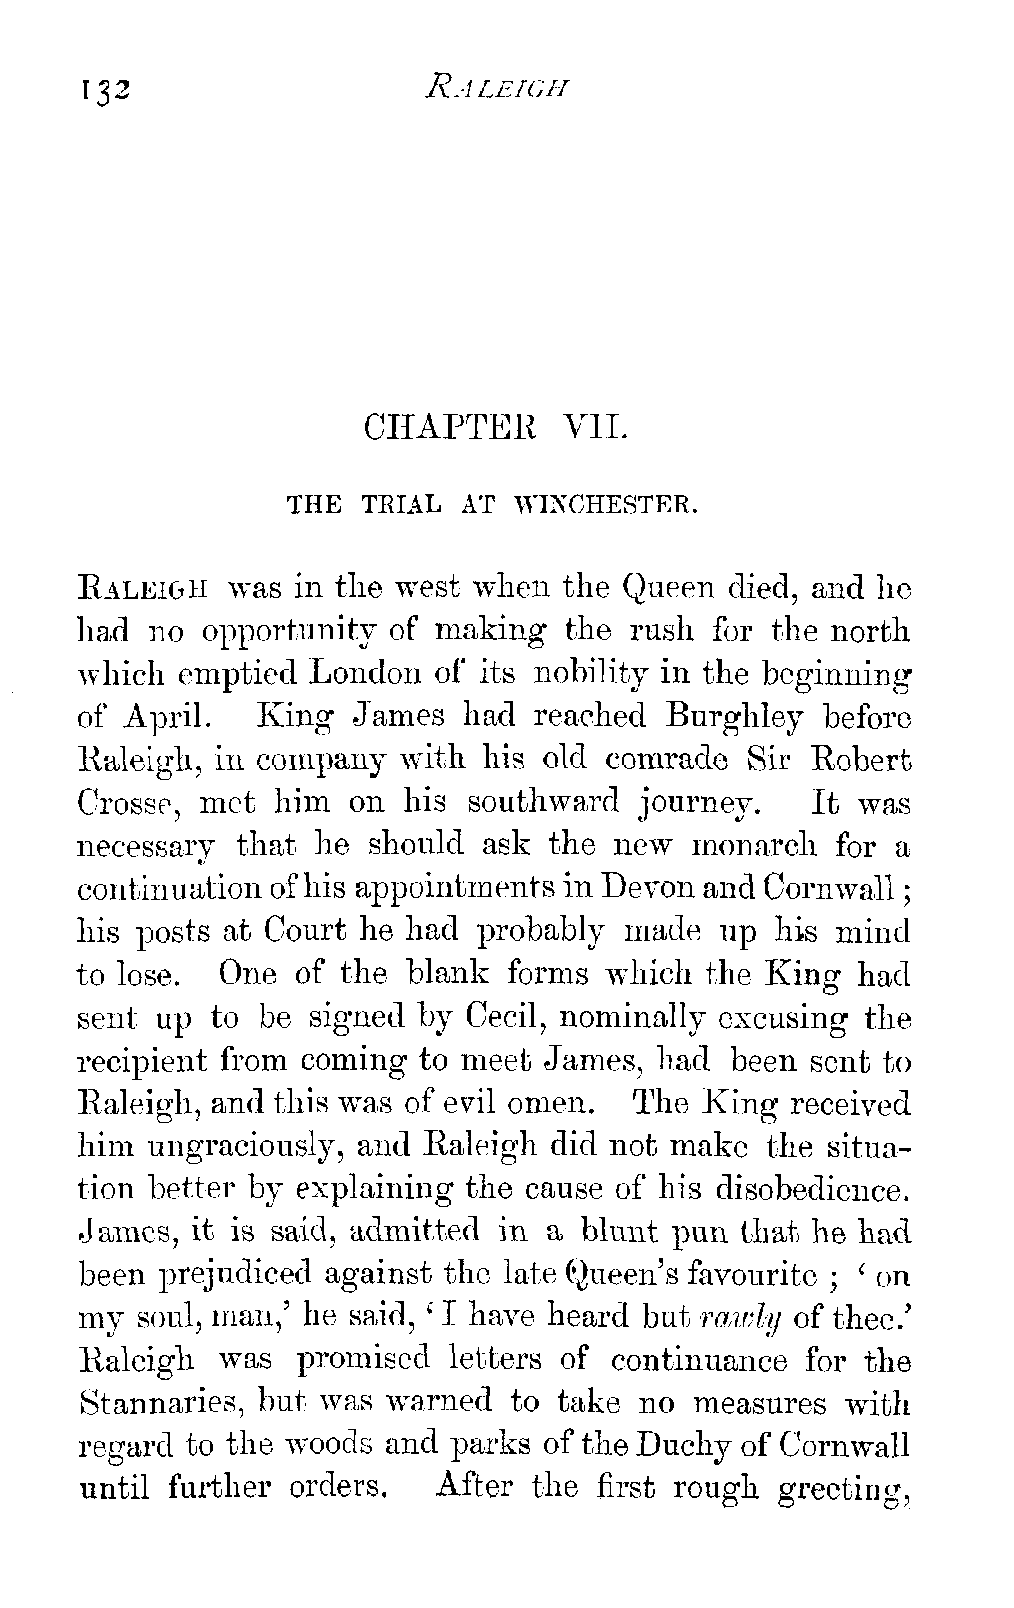 132 RALEIGH
CHAPTER VII.
THE TRIAL AT WINCHESTER.
RALEIGH was in the west when the Queen died, and he
had no opportunity of making the rush for the north
which emptied London of its nobility in the beginning
of April. King James had reached Burghley before
Raleigh, in company with his old comrade Sir Robert
Crosse, met him on his southward journey. It was
necessary that he should ask the new monarch for a
continuation of his appointments in Devon and Cornwall ;
his posts at Court he had probably made up his mind
to lose. One of the blank forms which the King had
sent up to be signed by Cecil, nominally excusing the
recipient from coming to meet James, had been sent to
Raleigh, and this was of evil omen. The King received
him ungraciously, and Raleigh did not make the situa-
tion better by explaining the cause of his disobedience.
James, it is said, admitted in a blunt pun that he had
been prejudiced against the late Queen's favourite ; ‘ on
my soul, man,’ he said, ‘ I have heard but rawly of thee.’
Raleigh was promised letters of continuance for the
Stannaries, but was warned to take no measures with
regard to the woods and parks of the Duchy of Cornwall
until further orders. After the first rough greeting,